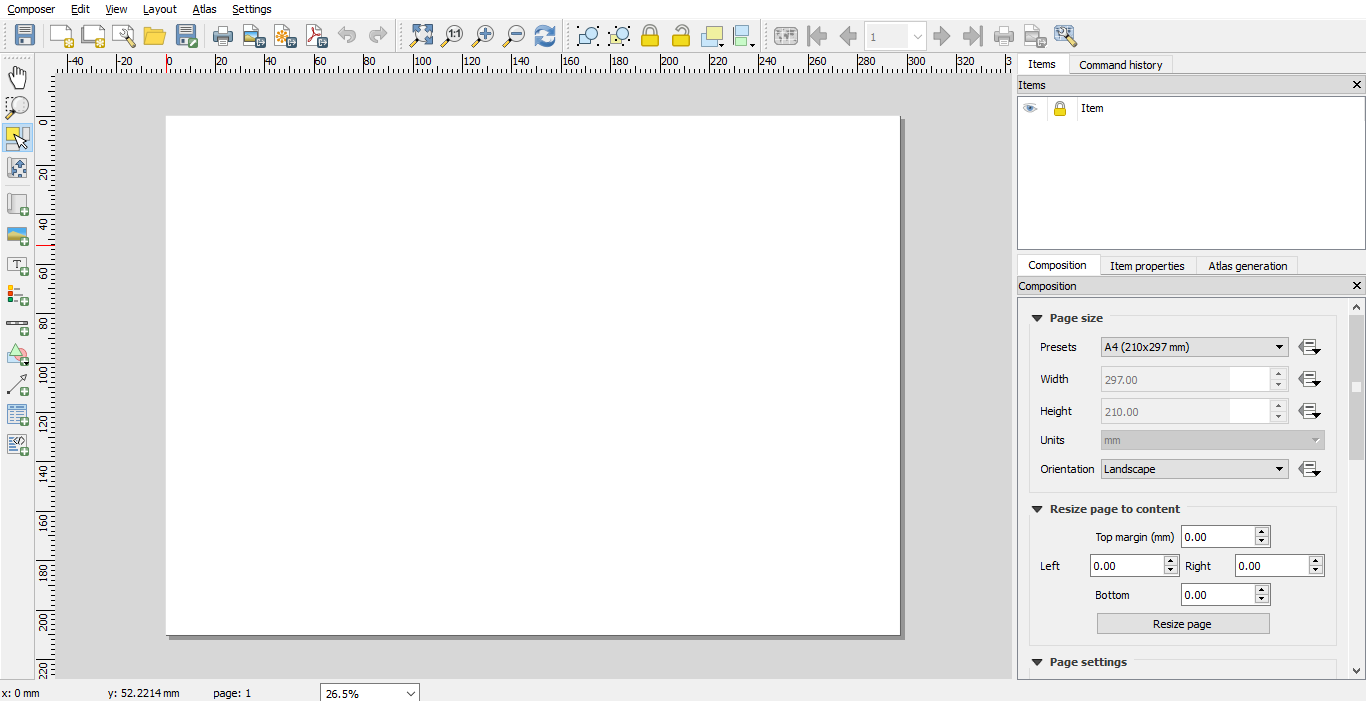 Composer Edit View Layout Atlas Settings
1:1
1
-40 -20 0 20 40 60 80 100 120 140 160 180 200 220 240 260 280 300 320 3
0
20
40
60
80
100
120
140
160
180
200
220
T
Items Command history
Items
Item
Composition Item properties Atlas generation
Composition
Page size
Presets A4 (210x297 mm)
Width 297.00
Height 210.00
Units mm
Orientation Landscape
Resize page to content
Top margin (mm) 0.00
Left 0.00 Right 0.00
Bottom 0.00
Resize page
Page settings
x: 0 mm y: 52.2214 mm page: 1 26.5%